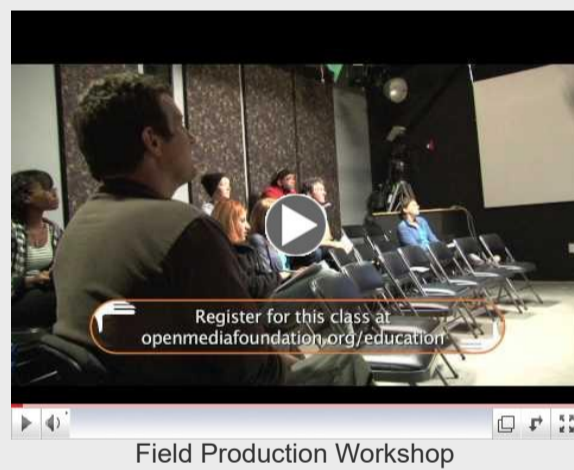 Register for this class at
openmediafoundation.org/education
Field Production Workshop